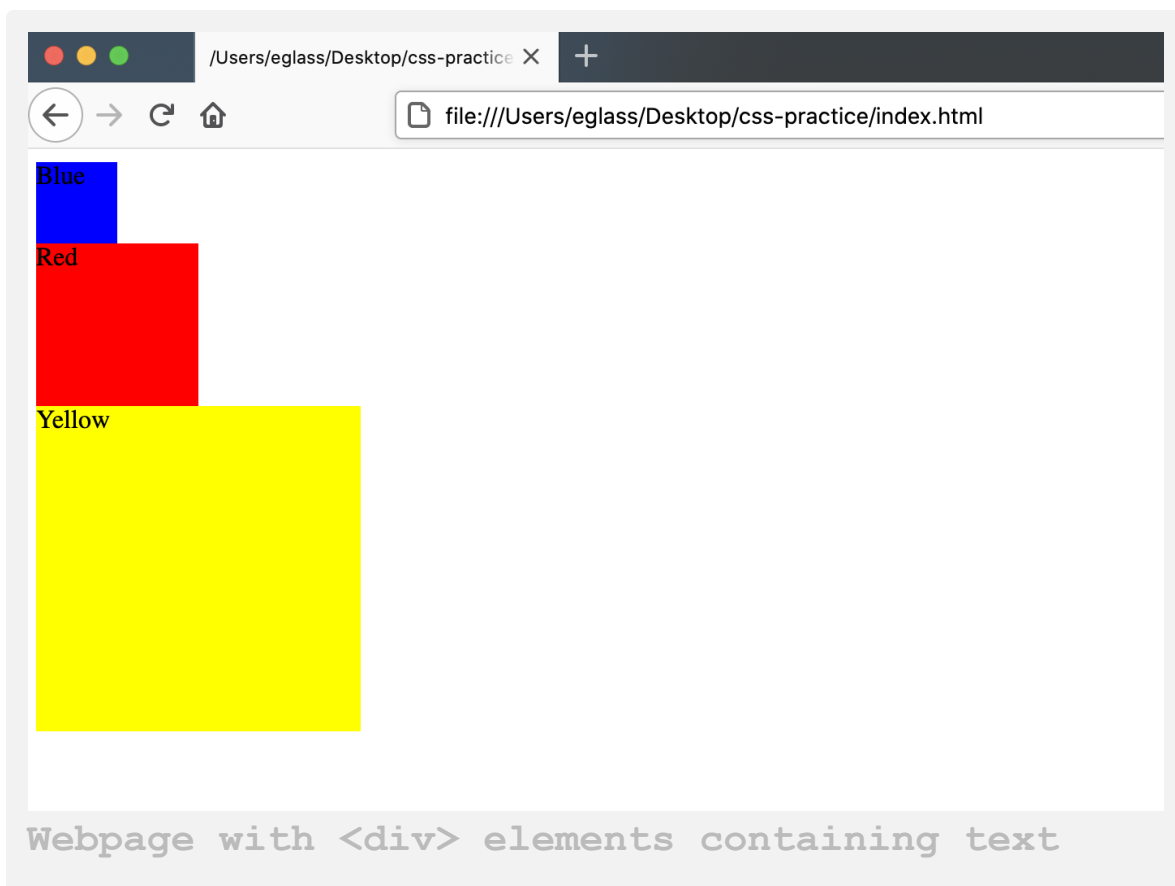 /Users/eglass/Desktop/css-practice
file:///Users/eglass/Desktop/css-practice/index.html
Blue
Red
Yellow
Webpage with <div> elements containing text